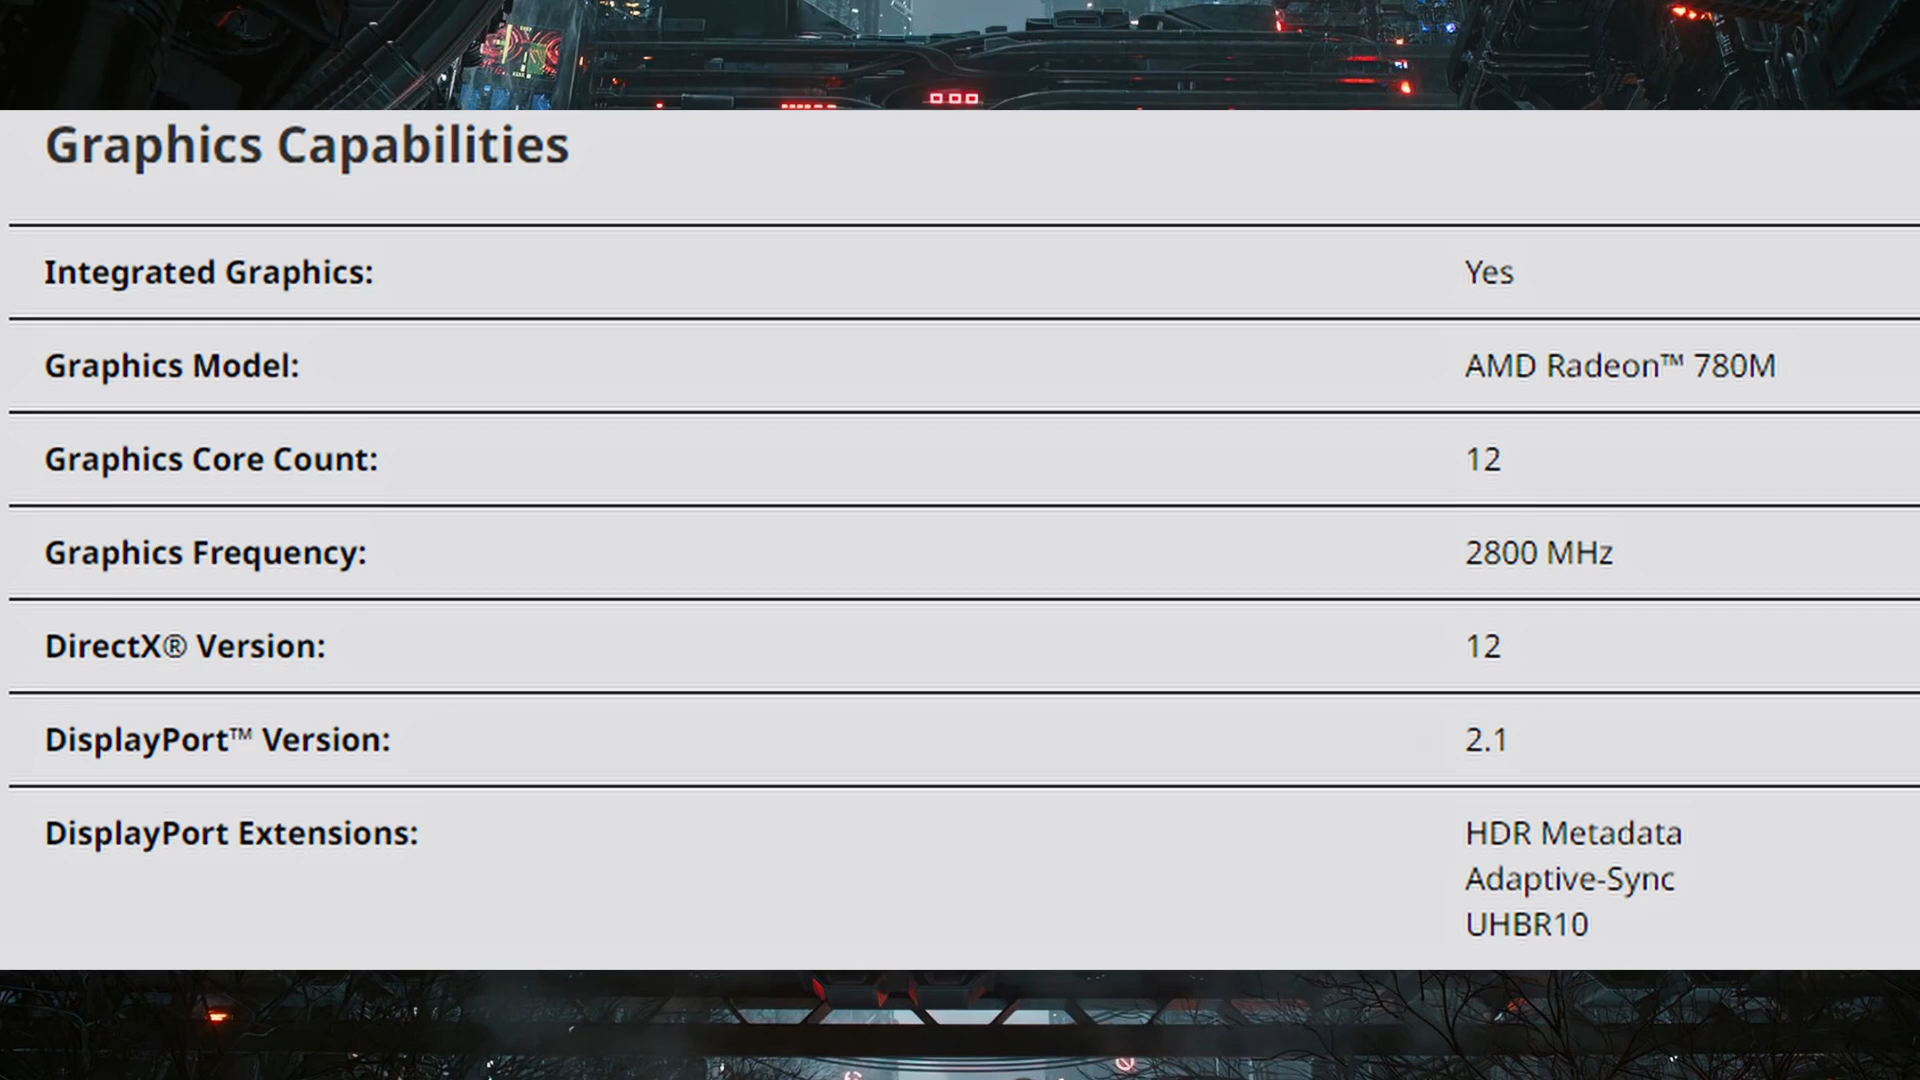 Graphics Capabilities
Integrated Graphics: Yes
Graphics Model: AMD Radeon™ 780M
Graphics Core Count: 12
Graphics Frequency: 2800 MHz
DirectX® Version: 12
DisplayPort™ Version: 2.1
DisplayPort Extensions: HDR Metadata
Adaptive-Sync
UHBR10